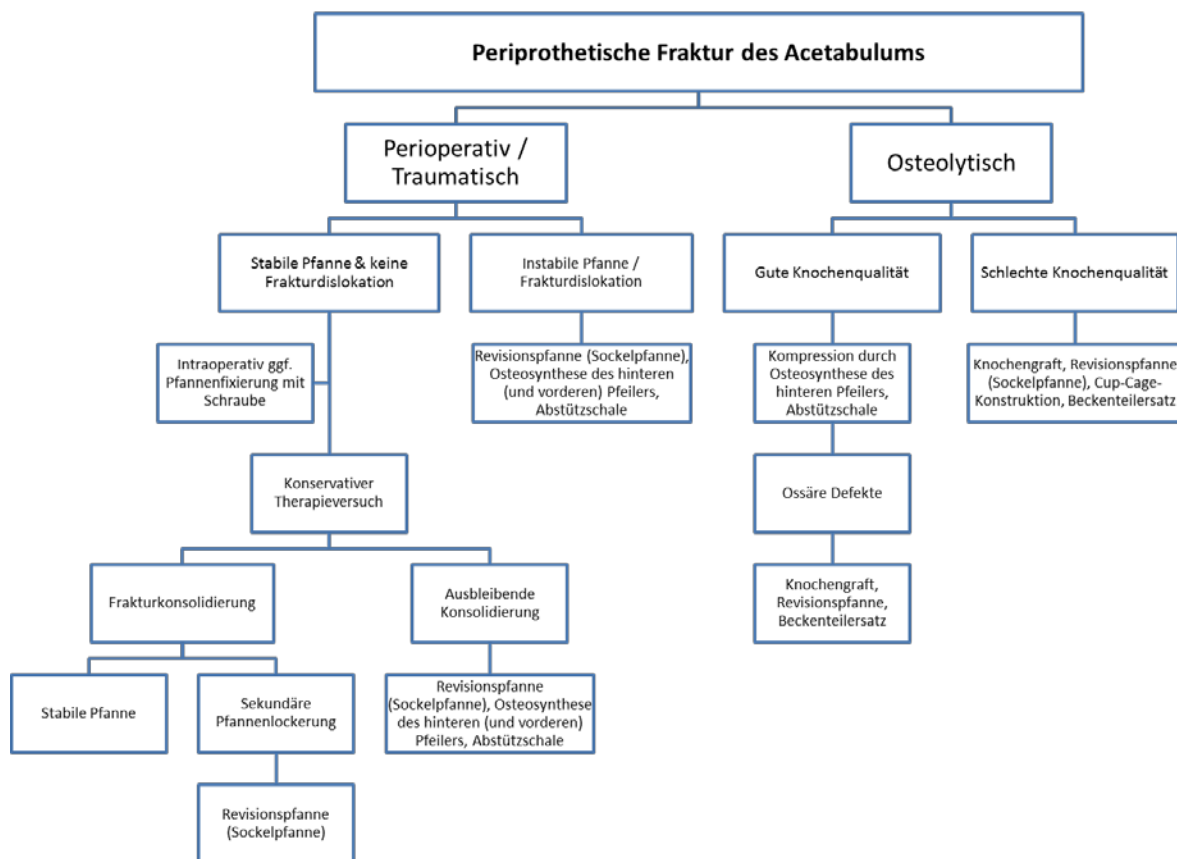 Periprothetische Fraktur des Acetabulums
Perioperativ /
Traumatisch
Osteolytisch
Stabile Pfanne & keine
Frakturdislokation
Instabile Pfanne /
Frakturdislokation
Gute Knochenqualität
Schlechte Knochenqualität
Intraoperativ ggf.
Pfannenfixierung mit
Schraube
Revisionspfanne (Sockelpfanne),
Osteosynthese des hinteren
(und vorderen) Pfeilers,
Abstützschale
Kompression durch
Osteosynthese des
hinteren Pfeilers,
Abstützschale
Knochengraft, Revisionspfanne
(Sockelpfanne), Cup-Cage-
Konstruktion, Beckenteilersatz
Konservativer
Therapieversuch
Ossäre Defekte
Frakturkonsolidierung
Ausbleibende
Konsolidierung
Knochengraft,
Revisionspfanne,
Beckenteilersatz
Stabile Pfanne
Sekundäre
Pfannenlockerung
Revisionspfanne
(Sockelpfanne), Osteosynthese
des hinteren (und vorderen)
Pfeilers, Abstützschale
Revisionspfanne
(Sockelpfanne)